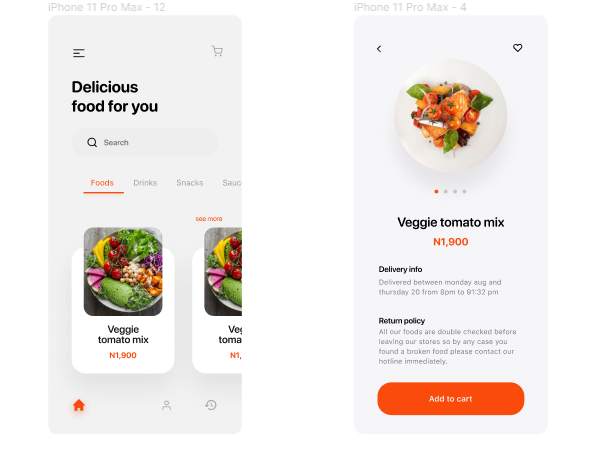 iPhone 11 Pro Max - 12
Delicious
food for you
Search
Foods Drinks Snacks Sauc
see more
Veggie
tomato mix
N1,900
Veg
toma
N1,
iPhone 11 Pro Max - 4
Veggie tomato mix
N1,900
Delivery info
Delivered between monday aug and
thursday 20 from 8pm to 91:32 pm
Return policy
All our foods are double checked before
leaving our stores so by any case you
found a broken food please contact our
hotline immediately.
Add to cart